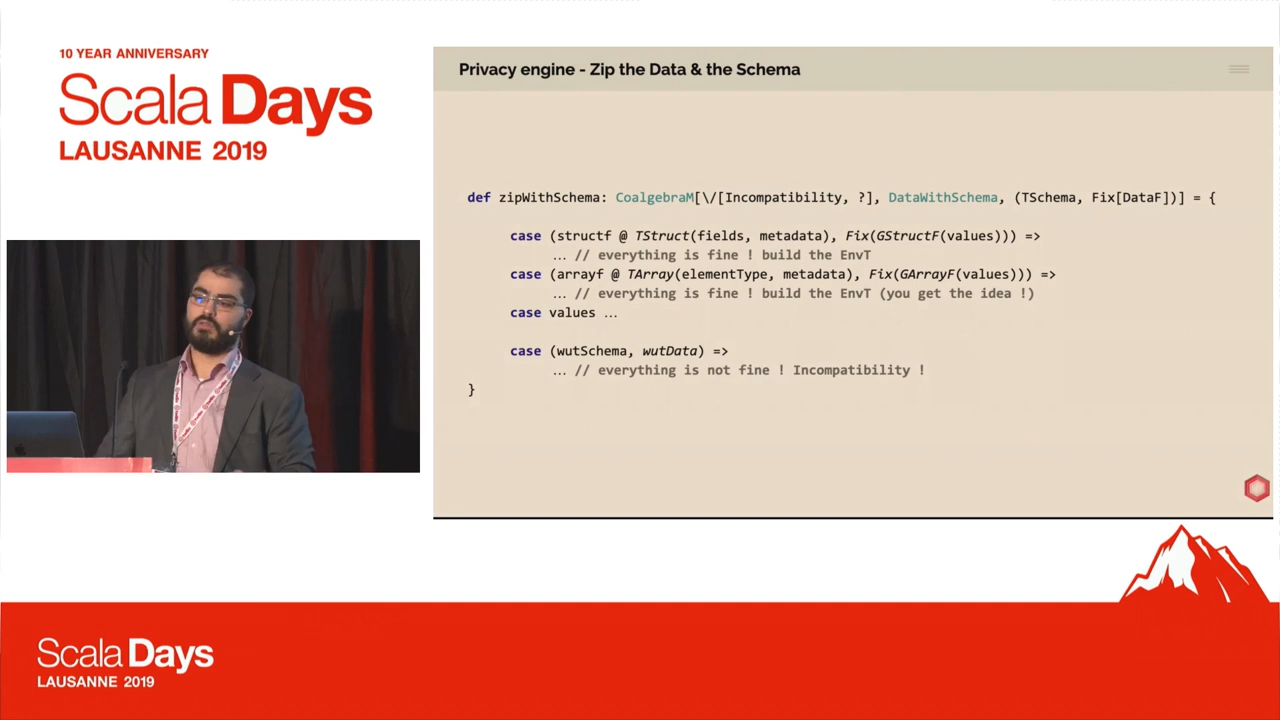 10 YEAR ANNIVERSARY
Scala Days
LAUSANNE 2019
Privacy engine - Zip the Data & the Schema
def zipWithSchema: CoalgebraM[\/[Incompatibility, ?], DataWithSchema, (TSchema, Fix[DataF])] = {
case (structf @ TStruct(fields, metadata), Fix(GStructF(values))) =>
… // everything is fine ! build the EnvT
case (arrayf @ TArray(elementType, metadata), Fix(GArrayF(values))) =>
… // everything is fine ! build the EnvT (you get the idea !)
case values …
case (wutSchema, wutData) =>
… // everything is not fine ! Incompatibility !
}
Scala Days
LAUSANNE 2019